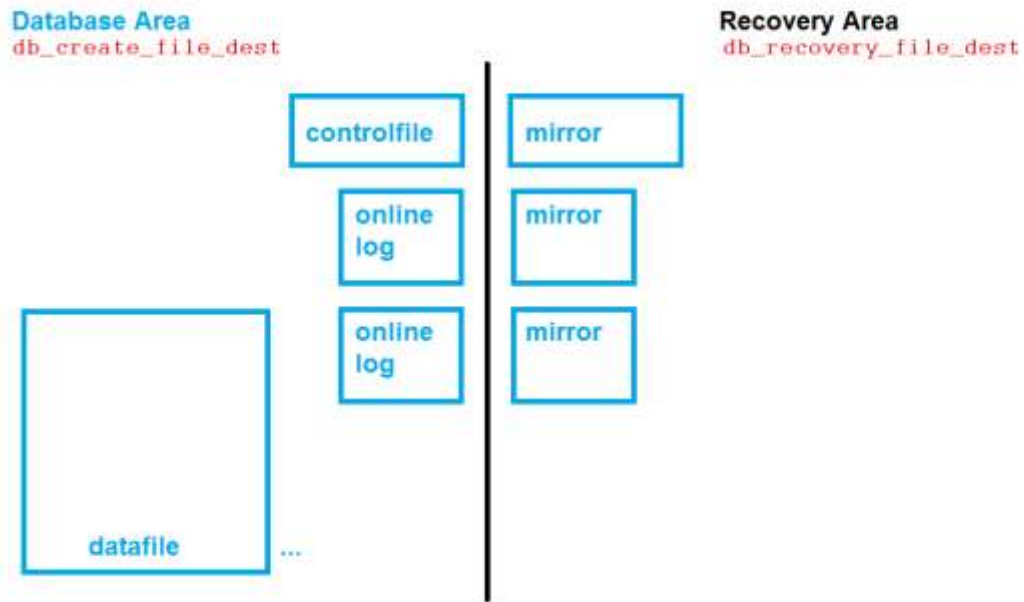 Database Area
db_create_file_dest
Recovery Area
db_recovery_file_dest
controlfile
mirror
online
log
mirror
online
log
mirror
datafile
...